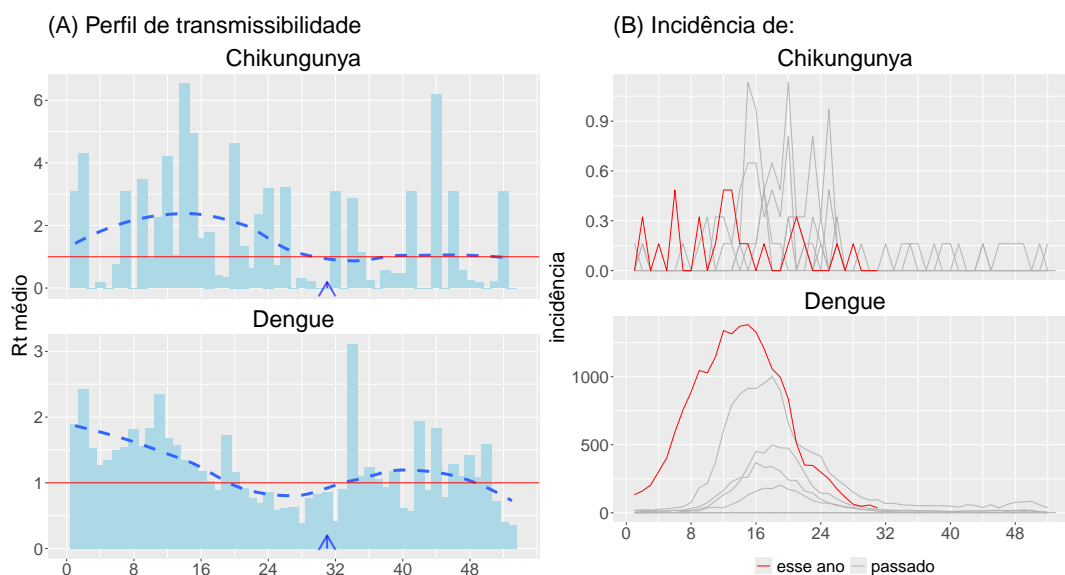 (A) Perfil de transmissibilidade
Chikungunya
6
4
2
0
Dengue
3
2
1
0
0 8 16 24 32 40 48
Rt médio
(B) Incidência de:
Chikungunya
0.9
0.6
0.3
0.0
Dengue
1000
500
0
0 8 16 24 32 40 48
incidência
esse ano passado